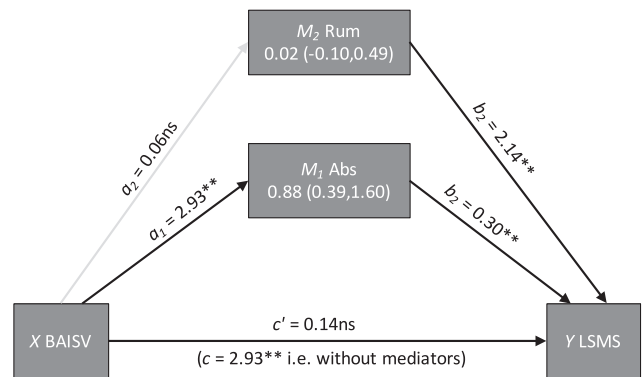 M₂ Rum
0.02 (-0.10,0.49)
a₂ = 0.06ns
b₂ = 2.14**
M₁ Abs
0.88 (0.39,1.60)
a₁ = 2.93**
b₂ = 0.30**
X BAISV
c' = 0.14ns
(c = 2.93** i.e. without mediators)
Y LSMS